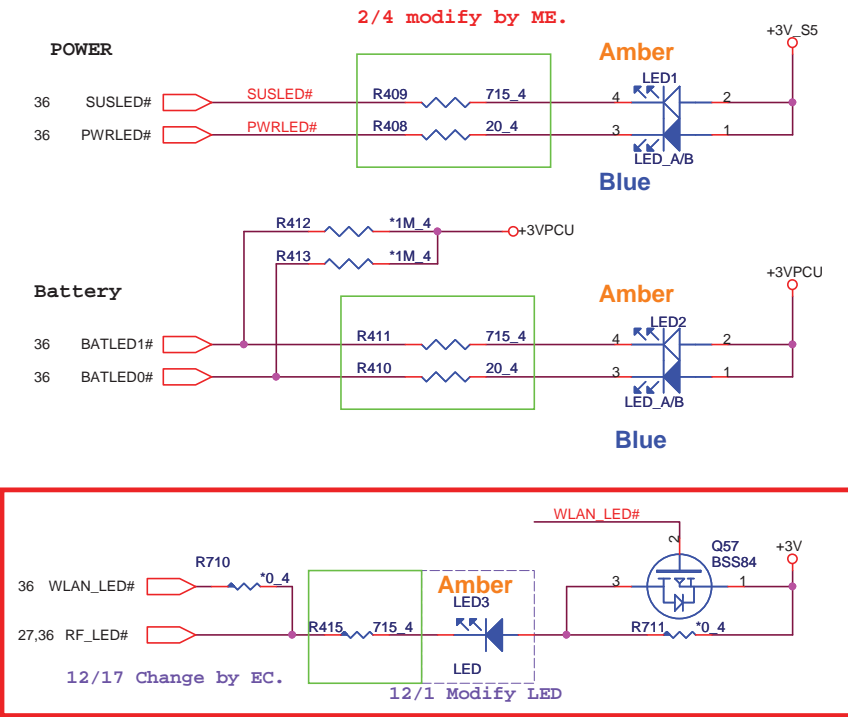 2/4 modify by ME.
+3V_S5
POWER
Amber
LED1
36 SUSLED# SUSLED# R409 715_4 4 2
36 PWRLED# PWRLED# R408 20_4 3 1
LED_A/B
Blue
R412 *1M_4 +3VPCU
R413 *1M_4
+3VPCU
Battery
Amber
LED2
36 BATLED1# R411 715_4 4 2
36 BATLED0# R410 20_4 3 1
LED_A/B
Blue
WLAN_LED#
2
Q57
BSS84
+3V
R710
Amber
LED3
36 WLAN_LED# *0_4 3 1
27,36 RF_LED# R415 715_4 R711 *0_4
LED
12/17 Change by EC.
12/1 Modify LED